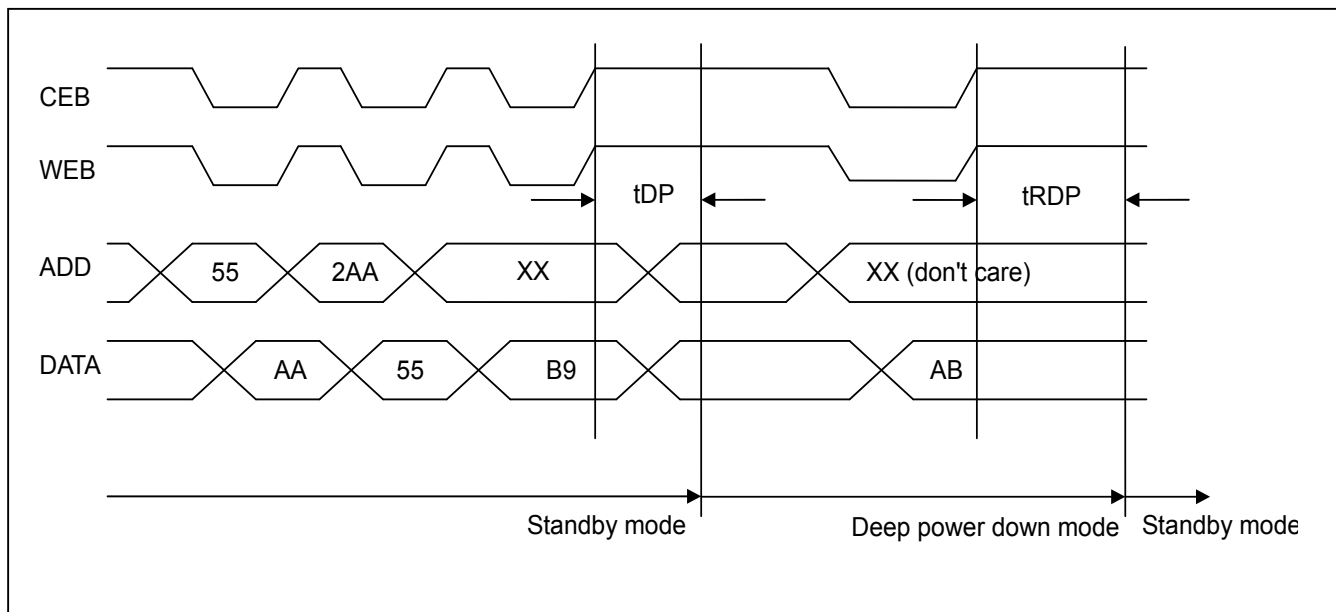 CEB
WEB
tDP
tRDP
ADD
55
2AA
XX
XX (don't care)
DATA
AA
55
B9
AB
Standby mode
Deep power down mode
Standby mode